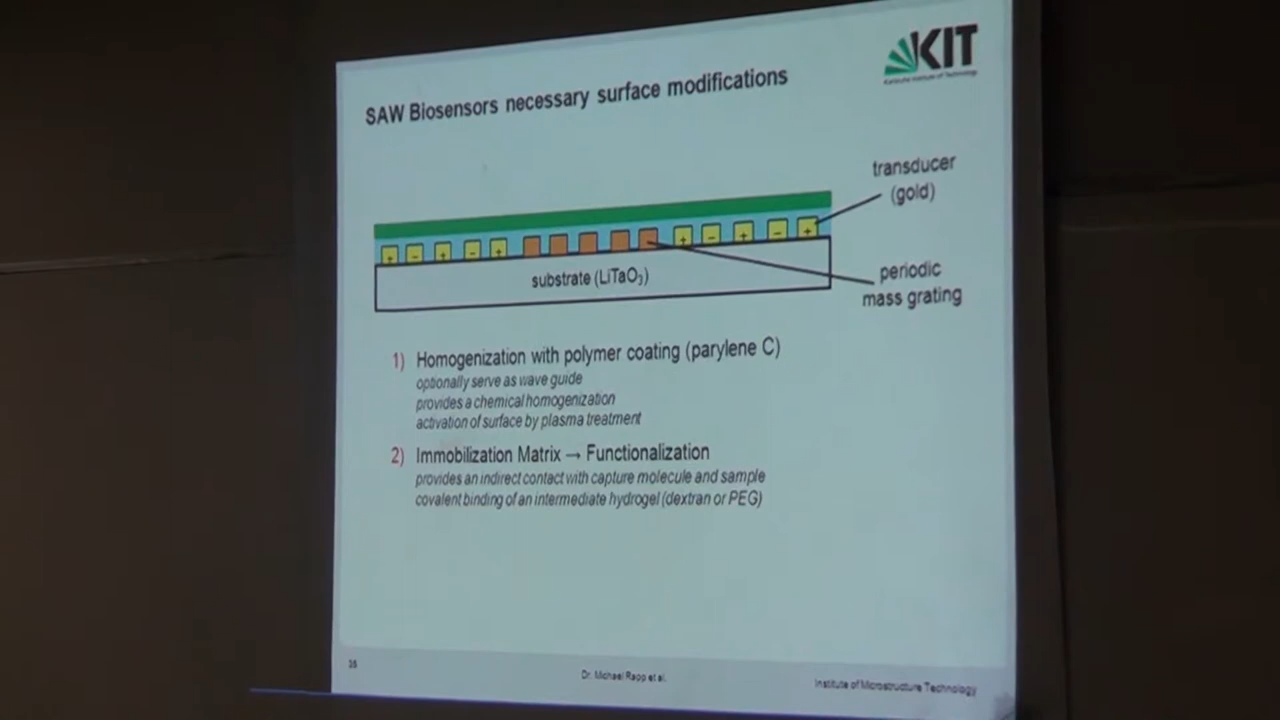 KIT
Karlsruhe Institute of Technology
SAW Biosensors necessary surface modifications
transducer
(gold)
+ – + – +
+ – + – +
substrate (LiTaO₃)
periodic
mass grating
1) Homogenization with polymer coating (parylene C)
optionally serve as wave guide
provides a chemical homogenization
activation of surface by plasma treatment
2) Immobilization Matrix → Functionalization
provides an indirect contact with capture molecule and sample
covalent binding of an intermediate hydrogel (dextran or PEG)
Dr. Michael Rapp et al.
Institute of Microstructure Technology